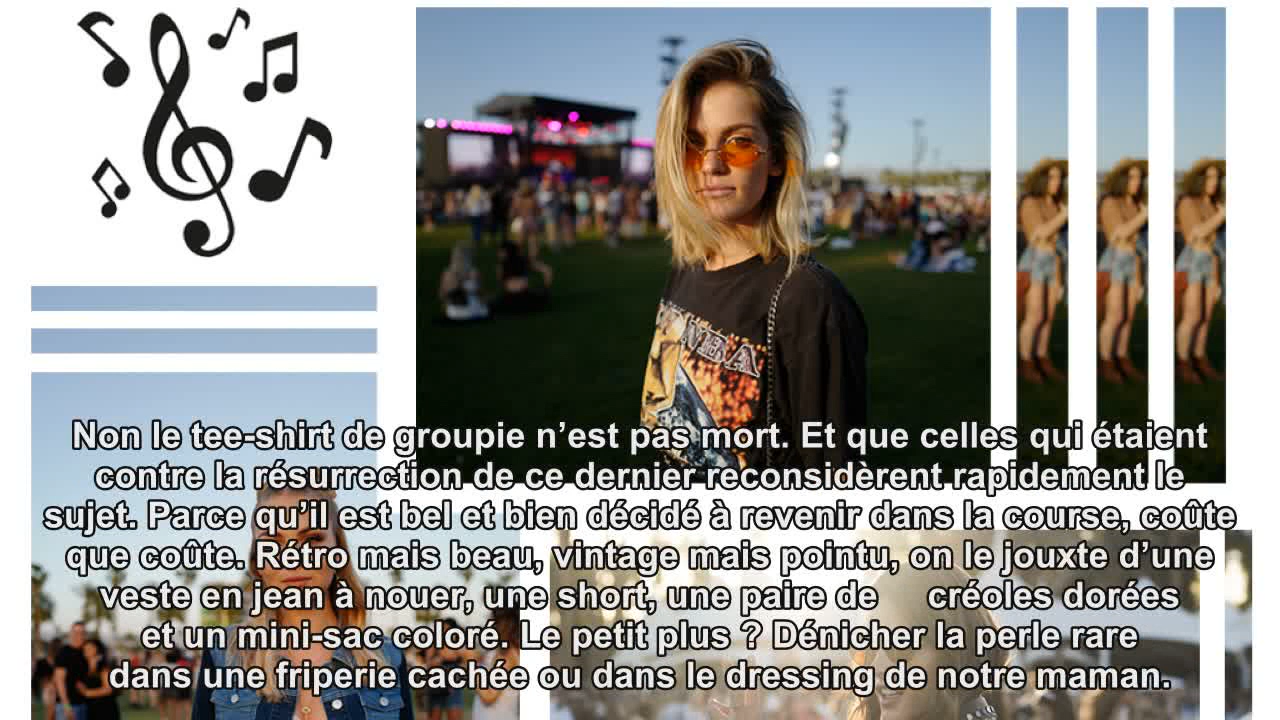 Non le tee-shirt de groupie n’est pas mort. Et que celles qui étaient
contre la résurrection de ce dernier reconsidèrent rapidement le
sujet. Parce qu’il est bel et bien décidé à revenir dans la course, coûte
que coûte. Rétro mais beau, vintage mais pointu, on le jouxte d’une
veste en jean à nouer, une short, une paire de créoles dorées
et un mini-sac coloré. Le petit plus ? Dénicher la perle rare
dans une friperie cachée ou dans le dressing de notre maman.